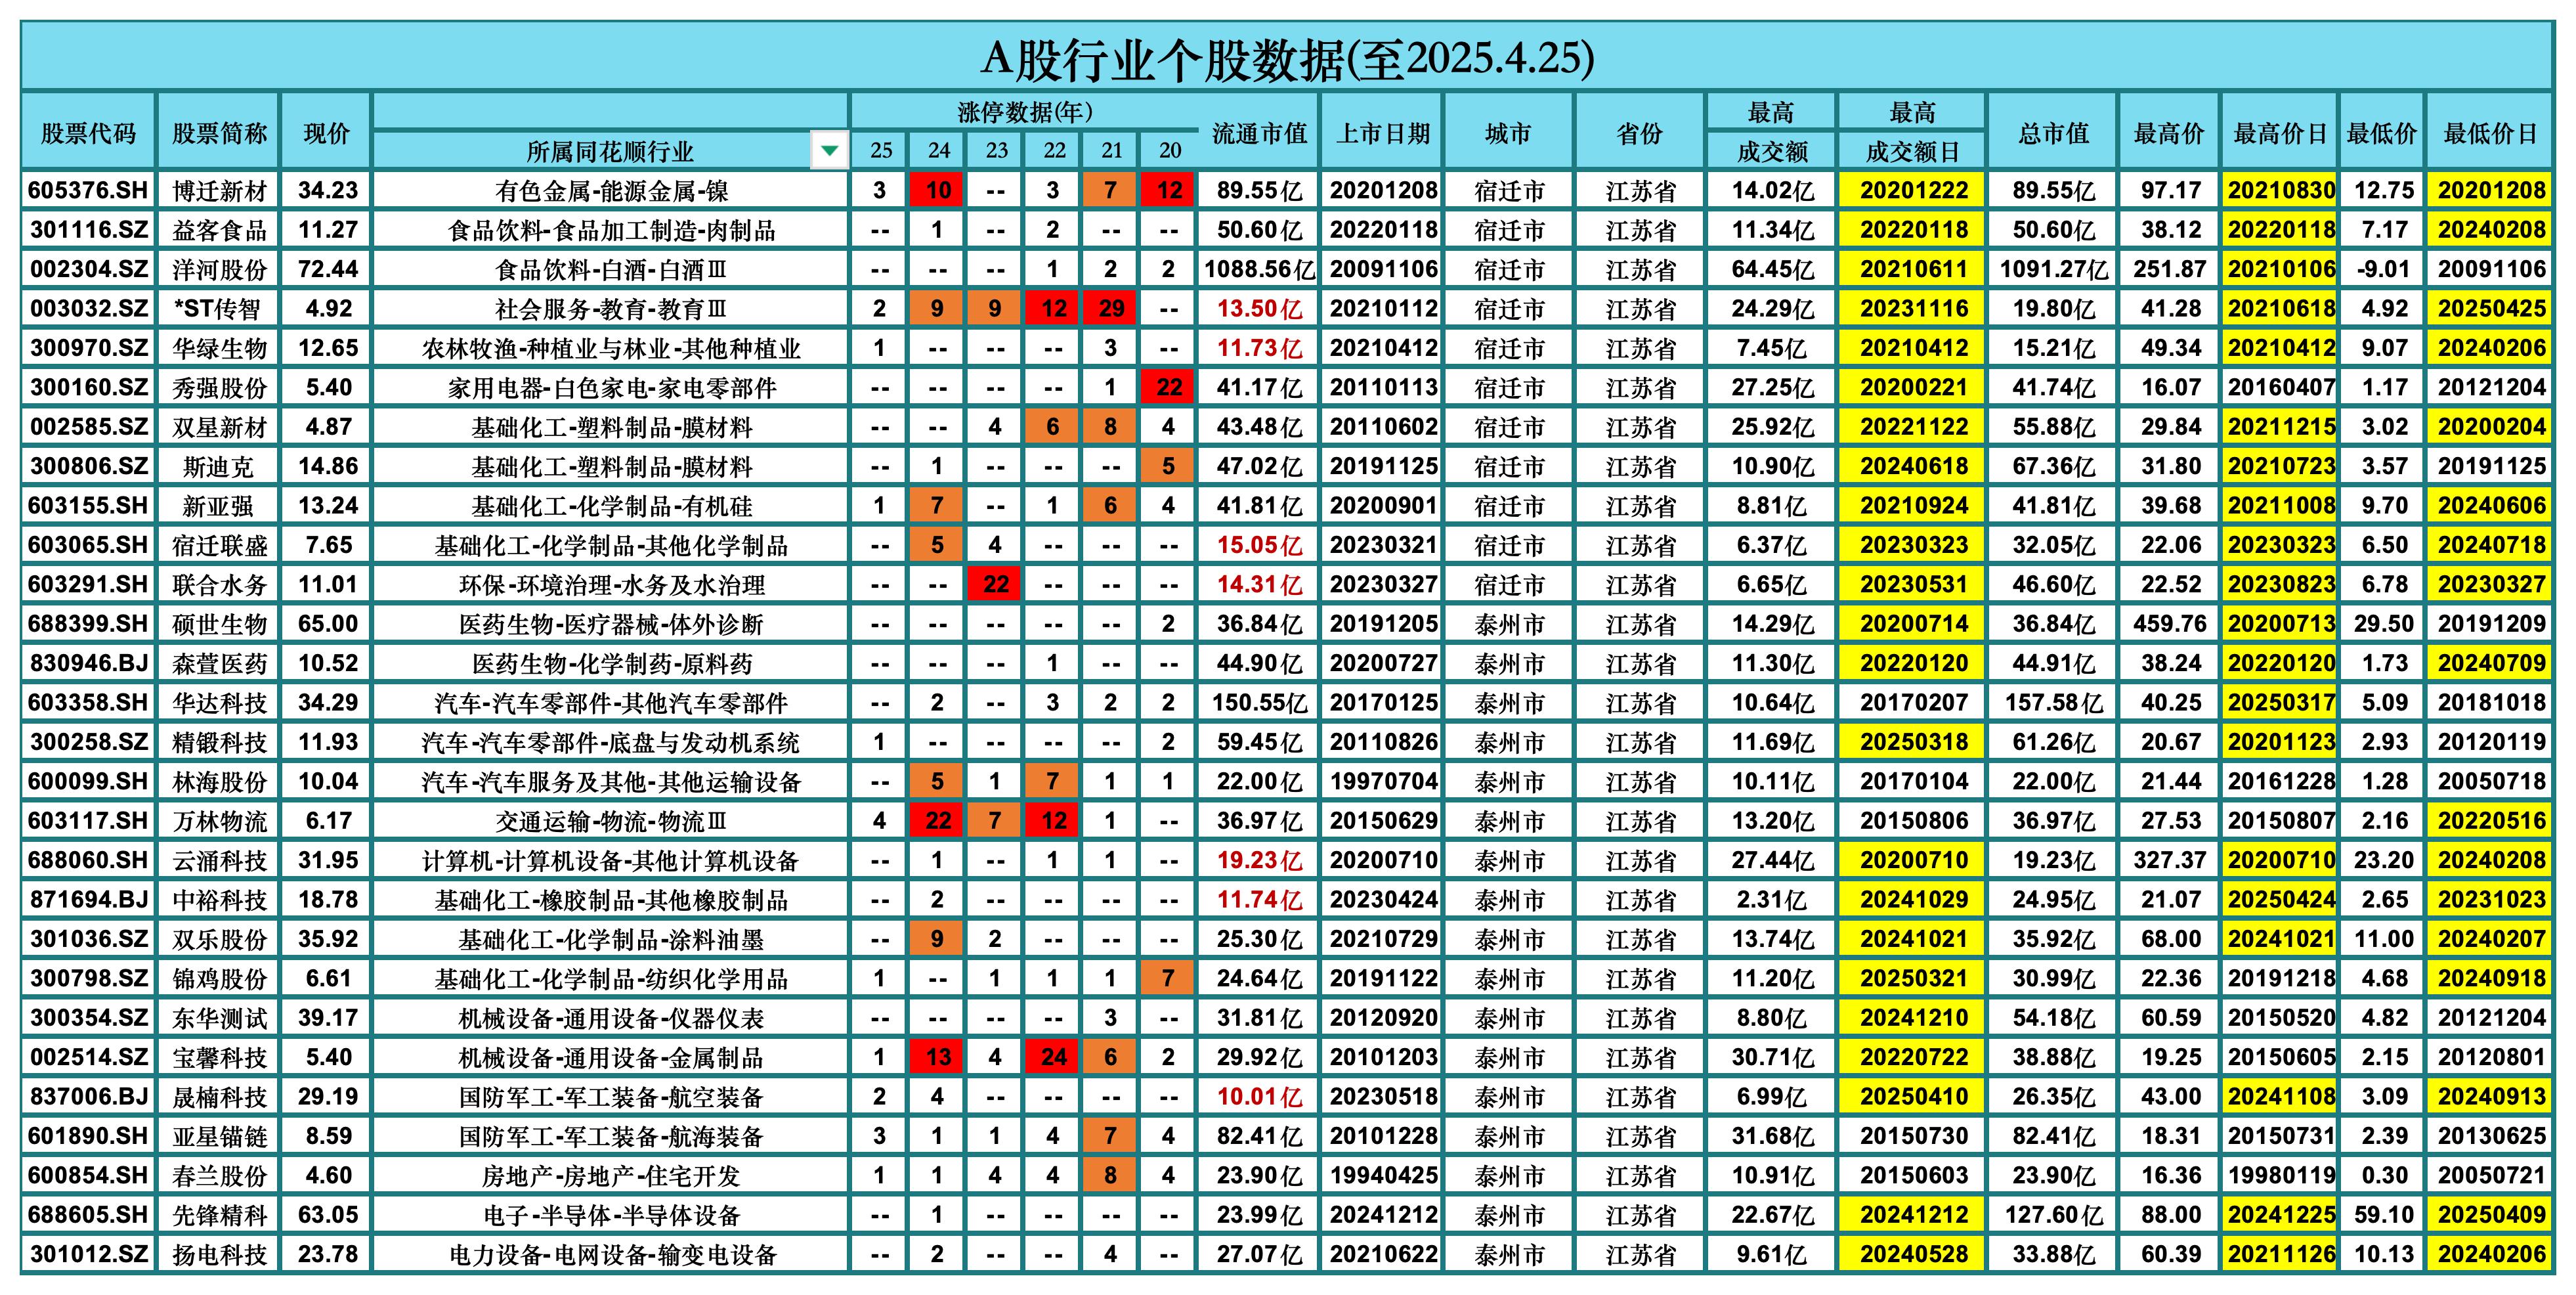 A股行业个股数据(至2025.4.25)
股票代码 股票简称 现价 所属同花顺行业 涨停数据(年) 25 24 23 22 21 20 流通市值 上市日期 城市 省份 最高成交额 最高成交额日 总市值 最高价 最高价日 最低价 最低价日
605376.SH 博迁新材 34.23 有色金属-能源金属-镍 3 10 -- 3 7 12 89.55亿 20201208 宿迁市 江苏省 14.02亿 20201222 89.55亿 97.17 20210830 12.75 20201208
301116.SZ 益客食品 11.27 食品饮料-食品加工制造-肉制品 -- 1 -- 2 -- -- 50.60亿 20220118 宿迁市 江苏省 11.34亿 20220118 50.60亿 38.12 20220118 7.17 20240208
002304.SZ 洋河股份 72.44 食品饮料-白酒-白酒Ⅲ -- -- -- 1 2 2 1088.56亿 20091106 宿迁市 江苏省 64.45亿 20210611 1091.27亿 251.87 20210106 -9.01 20091106
003032.SZ *ST传智 4.92 社会服务-教育-教育Ⅲ 2 9 9 12 29 -- 13.50亿 20210112 宿迁市 江苏省 24.29亿 20231116 19.80亿 41.28 20210618 4.92 20250425
300970.SZ 华绿生物 12.65 农林牧渔-种植业与林业-其他种植业 1 -- -- -- 3 -- 11.73亿 20210412 宿迁市 江苏省 7.45亿 20210412 15.21亿 49.34 20210412 9.07 20240206
300160.SZ 秀强股份 5.40 家用电器-白色家电-家电零部件 -- -- -- -- 1 22 41.17亿 20110113 宿迁市 江苏省 27.25亿 20200221 41.74亿 16.07 20160407 1.17 20121204
002585.SZ 双星新材 4.87 基础化工-塑料制品-膜材料 -- -- 4 6 8 4 43.48亿 20110602 宿迁市 江苏省 25.92亿 20221122 55.88亿 29.84 20211215 3.02 20200204
300806.SZ 斯迪克 14.86 基础化工-塑料制品-膜材料 -- 1 -- -- -- 5 47.02亿 20191125 宿迁市 江苏省 10.90亿 20240618 67.36亿 31.80 20210723 3.57 20191125
603155.SH 新亚强 13.24 基础化工-化学制品-有机硅 1 7 -- 1 6 4 41.81亿 20200901 宿迁市 江苏省 8.81亿 20210924 41.81亿 39.68 20211008 9.70 20240606
603065.SH 宿迁联盛 7.65 基础化工-化学制品-其他化学制品 -- 5 4 -- -- -- 15.05亿 20230321 宿迁市 江苏省 6.37亿 20230323 32.05亿 22.06 20230323 6.50 20240718
603291.SH 联合水务 11.01 环保-环境治理-水务及水治理 -- -- 22 -- -- -- 14.31亿 20230327 宿迁市 江苏省 6.65亿 20230531 46.60亿 22.52 20230823 6.78 20230327
688399.SH 硕世生物 65.00 医药生物-医疗器械-体外诊断 -- -- -- -- -- 2 36.84亿 20191205 泰州市 江苏省 14.29亿 20200714 36.84亿 459.76 20200713 29.50 20191209
830946.BJ 森萱医药 10.52 医药生物-化学制药-原料药 -- -- -- 1 -- -- 44.90亿 20200727 泰州市 江苏省 11.30亿 20220120 44.91亿 38.24 20220120 1.73 20240709
603358.SH 华达科技 34.29 汽车-汽车零部件-其他汽车零部件 -- 2 -- 3 2 2 150.55亿 20170125 泰州市 江苏省 10.64亿 20170207 157.58亿 40.25 20250317 5.09 20181018
300258.SZ 精锻科技 11.93 汽车-汽车零部件-底盘与发动机系统 1 -- -- -- -- 2 59.45亿 20110826 泰州市 江苏省 11.69亿 20250318 61.26亿 20.67 20201123 2.93 20120119
600099.SH 林海股份 10.04 汽车-汽车服务及其他-其他运输设备 -- 5 1 7 1 1 22.00亿 19970704 泰州市 江苏省 10.11亿 20170104 22.00亿 21.44 20161228 1.28 20050718
603117.SH 万林物流 6.17 交通运输-物流-物流Ⅲ 4 22 7 12 1 -- 36.97亿 20150629 泰州市 江苏省 13.20亿 20150806 36.97亿 27.53 20150807 2.16 20220516
688060.SH 云涌科技 31.95 计算机-计算机设备-其他计算机设备 -- 1 -- 1 1 -- 19.23亿 20200710 泰州市 江苏省 27.44亿 20200710 19.23亿 327.37 20200710 23.20 20240208
871694.BJ 中裕科技 18.78 基础化工-橡胶制品-其他橡胶制品 -- 2 -- -- -- -- 11.74亿 20230424 泰州市 江苏省 2.31亿 20241029 24.95亿 21.07 20250424 2.65 20231023
301036.SZ 双乐股份 35.92 基础化工-化学制品-涂料油墨 -- 9 2 -- -- -- 25.30亿 20210729 泰州市 江苏省 13.74亿 20241021 35.92亿 68.00 20241021 11.00 20240207
300798.SZ 锦鸡股份 6.61 基础化工-化学制品-纺织化学用品 1 -- 1 1 1 7 24.64亿 20191122 泰州市 江苏省 11.20亿 20250321 30.99亿 22.36 20191218 4.68 20240918
300354.SZ 东华测试 39.17 机械设备-通用设备-仪器仪表 -- -- -- -- 3 -- 31.81亿 20120920 泰州市 江苏省 8.80亿 20241210 54.18亿 60.59 20150520 4.82 20121204
002514.SZ 宝馨科技 5.40 机械设备-通用设备-金属制品 1 13 4 24 6 2 29.92亿 20101203 泰州市 江苏省 30.71亿 20220722 38.88亿 19.25 20150605 2.15 20120801
837006.BJ 晟楠科技 29.19 国防军工-军工装备-航空装备 2 4 -- -- -- -- 10.01亿 20230518 泰州市 江苏省 6.99亿 20250410 26.35亿 43.00 20241108 3.09 20240913
601890.SH 亚星锚链 8.59 国防军工-军工装备-航海装备 3 1 1 4 7 4 82.41亿 20101228 泰州市 江苏省 31.68亿 20150730 82.41亿 18.31 20150731 2.39 20130625
600854.SH 春兰股份 4.60 房地产-房地产-住宅开发 1 1 4 4 8 4 23.90亿 19940425 泰州市 江苏省 10.91亿 20150603 23.90亿 16.36 19980119 0.30 20050721
688605.SH 先锋精科 63.05 电子-半导体-半导体设备 -- 1 -- -- -- -- 23.99亿 20241212 泰州市 江苏省 22.67亿 20241212 127.60亿 88.00 20241225 59.10 20250409
301012.SZ 扬电科技 23.78 电力设备-电网设备-输变电设备 -- 2 -- -- 4 -- 27.07亿 20210622 泰州市 江苏省 9.61亿 20240528 33.88亿 60.39 20211126 10.13 20240206